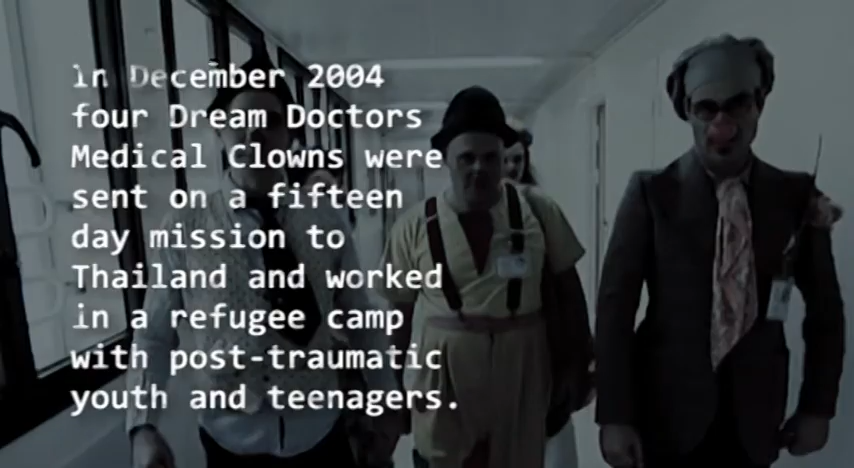 in December 2004
four Dream Doctors
Medical Clowns were
sent on a fifteen
day mission to
Thailand and worked
in a refugee camp
with post-traumatic
youth and teenagers.